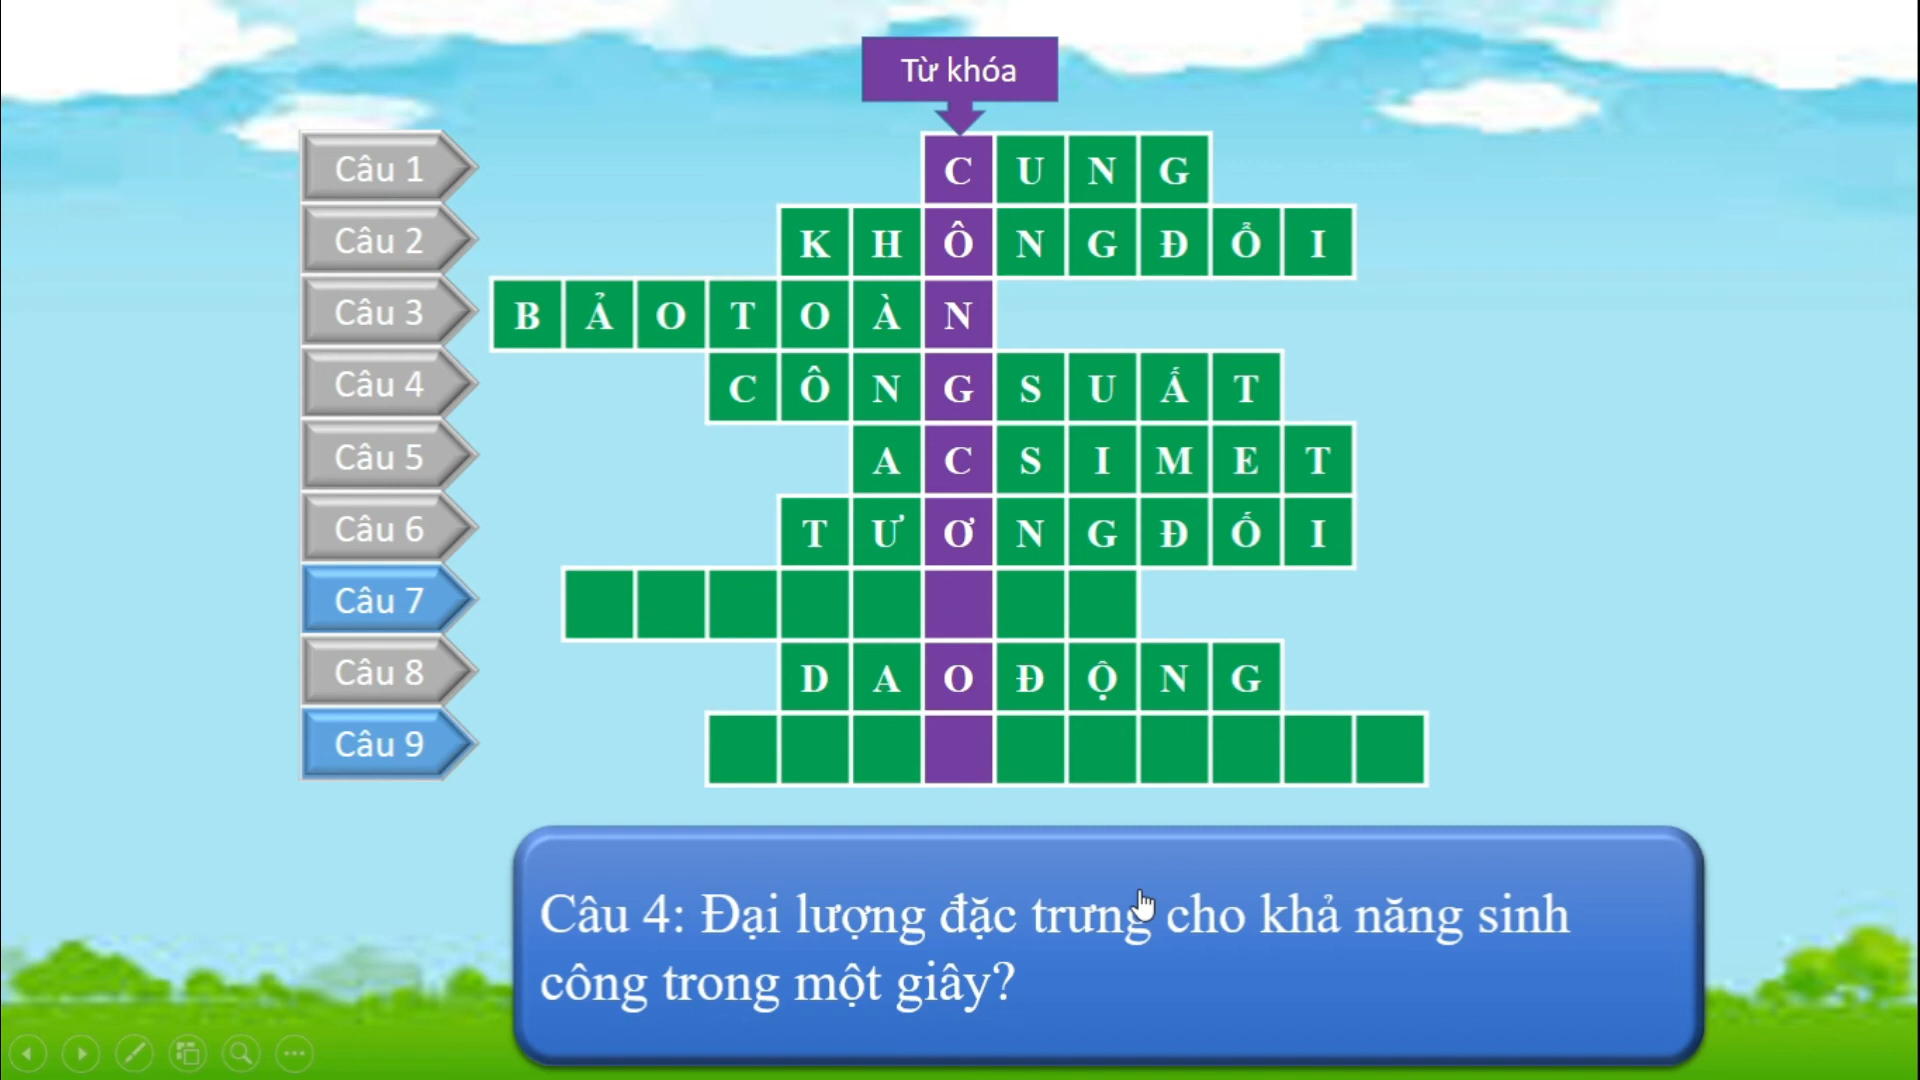 Từ khóa
Câu 1 C U N G
Câu 2 K H Ô N G Đ Ổ I
Câu 3 B Ả O T O À N
Câu 4 C Ô N G S U Ấ T
Câu 5 A C S I M E T
Câu 6 T Ư Ơ N G Đ Ố I
Câu 7
Câu 8 D A O Đ Ộ N G
Câu 9
Câu 4: Đại lượng đặc trưng cho khả năng sinh
công trong một giây?